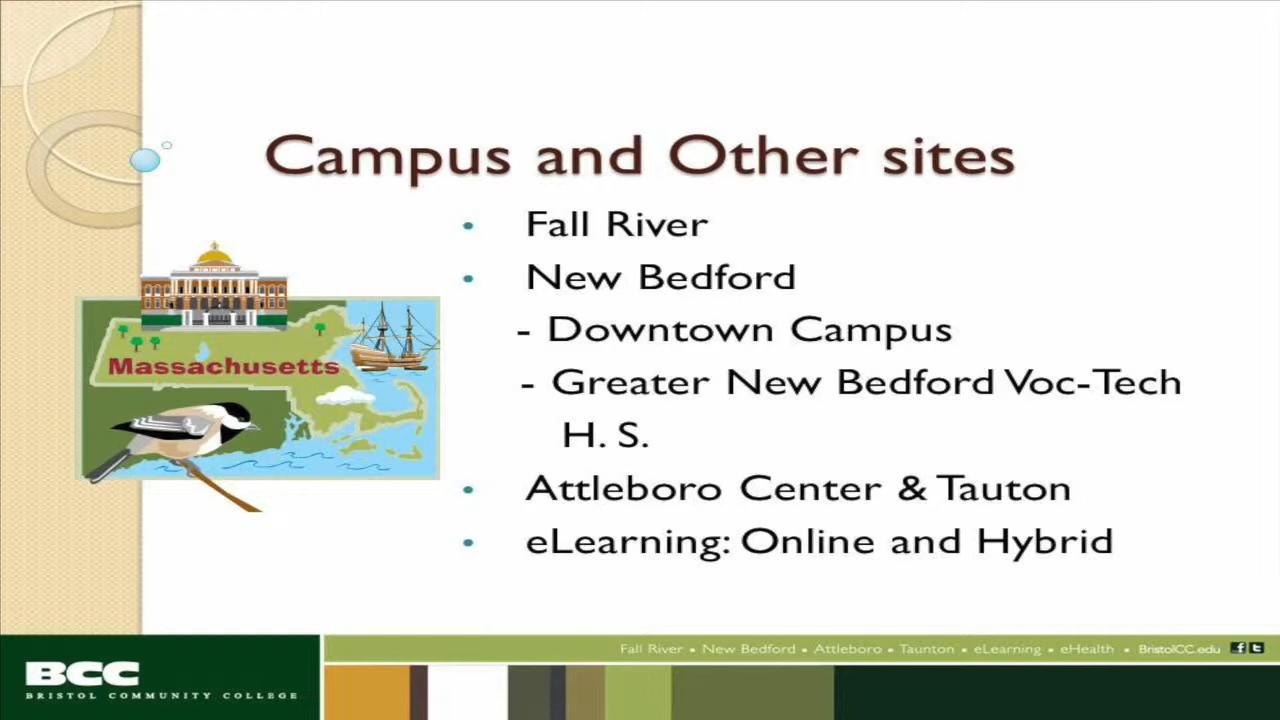 Campus and Other sites
• Fall River
• New Bedford
- Downtown Campus
- Greater New Bedford Voc-Tech
H. S.
• Attleboro Center & Tauton
• eLearning: Online and Hybrid
Massachusetts
Fall River • New Bedford • Attleboro • Taunton • eLearning • eHealth • BristolCC.edu
BCC
BRISTOL COMMUNITY COLLEGE